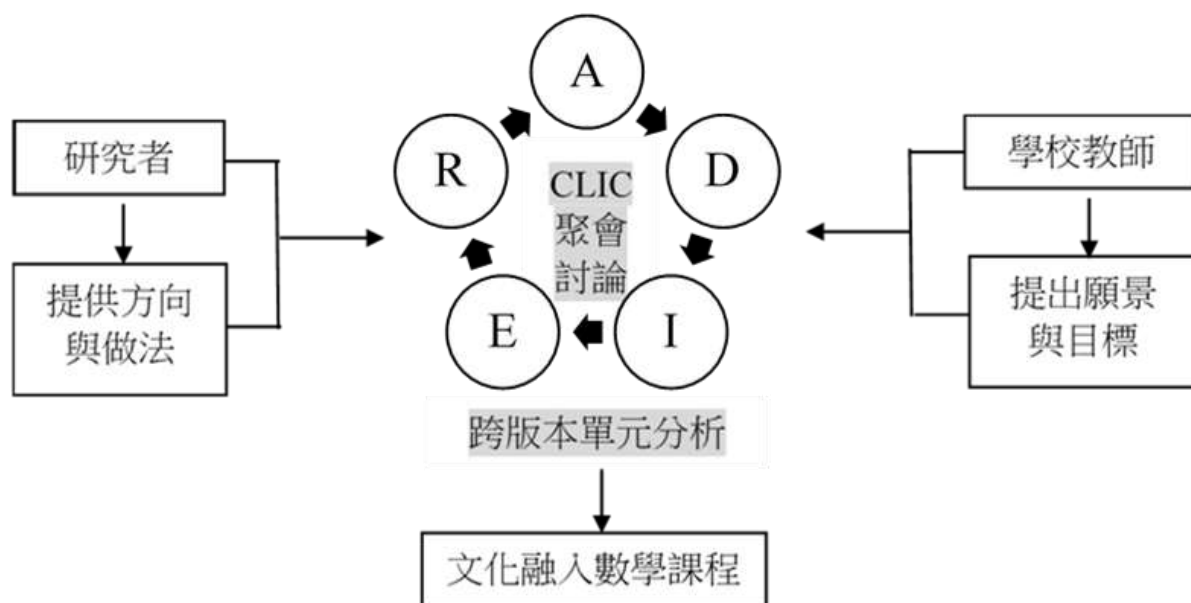 A
R
D
研究者
CLIC
聚會
討論
學校教師
提供方向
與做法
E
I
提出願景
與目標
跨版本單元分析
文化融入數學課程